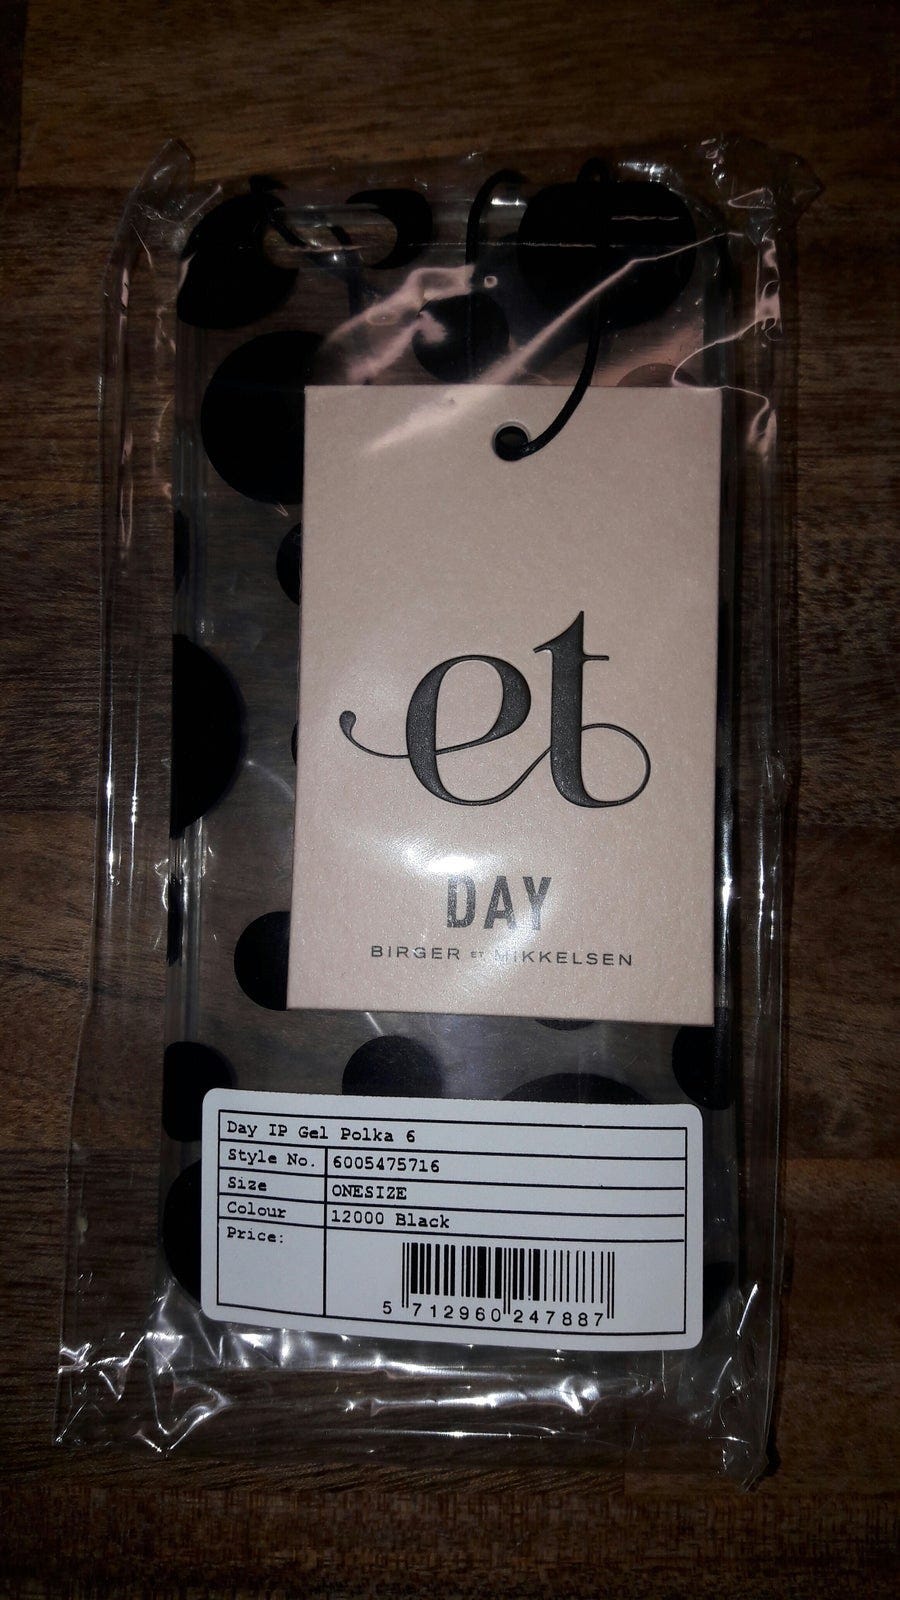 et
DAY
BIRGER ET MIKKELSEN
Day IP Gel Polka 6
Style No. 6005475716
Size ONESIZE
Colour 12000 Black
Price:
5 712960 247887